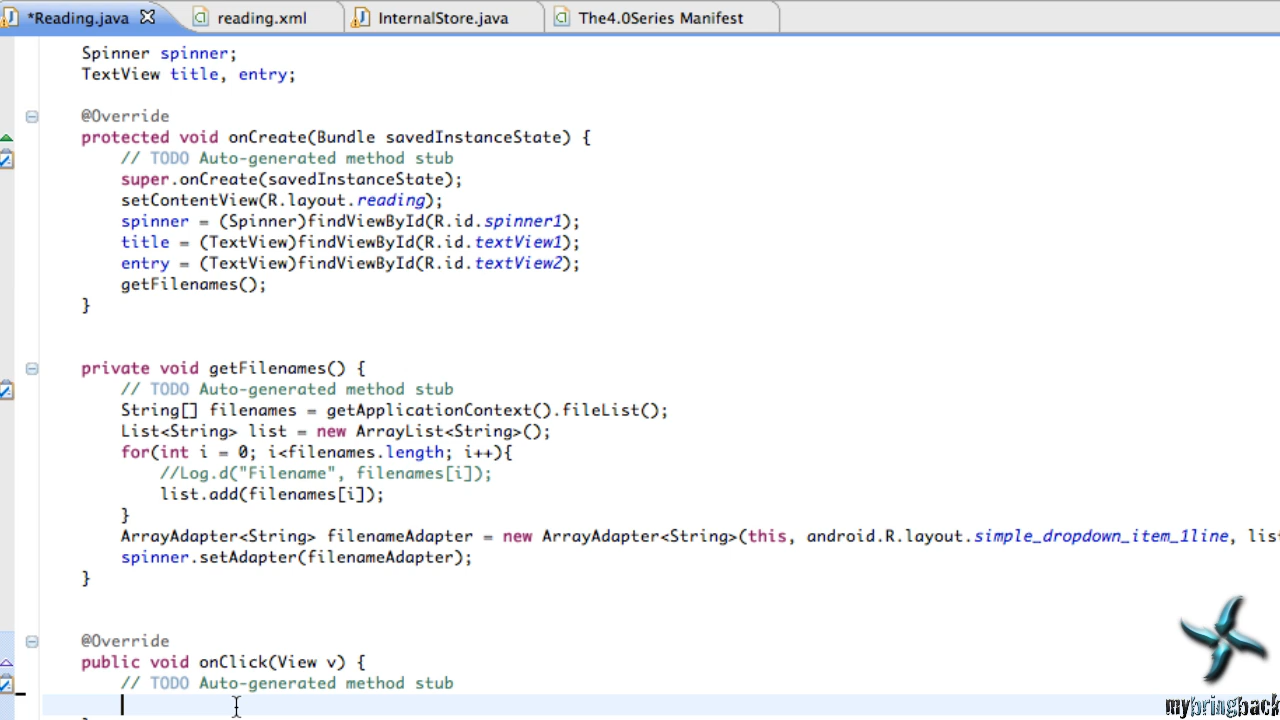 *Reading.java reading.xml InternalStore.java The4.0Series Manifest
Spinner spinner;
TextView title, entry;
@Override
protected void onCreate(Bundle savedInstanceState) {
// TODO Auto-generated method stub
super.onCreate(savedInstanceState);
setContentView(R.layout.reading);
spinner = (Spinner)findViewById(R.id.spinner1);
title = (TextView)findViewById(R.id.textView1);
entry = (TextView)findViewById(R.id.textView2);
getFilenames();
}
private void getFilenames() {
// TODO Auto-generated method stub
String[] filenames = getApplicationContext().fileList();
List<String> list = new ArrayList<String>();
for(int i = 0; i<filenames.length; i++){
//Log.d("Filename", filenames[i]);
list.add(filenames[i]);
}
ArrayAdapter<String> filenameAdapter = new ArrayAdapter<String>(this, android.R.layout.simple_dropdown_item_1line, lis
spinner.setAdapter(filenameAdapter);
}
@Override
public void onClick(View v) {
// TODO Auto-generated method stub
mybringback